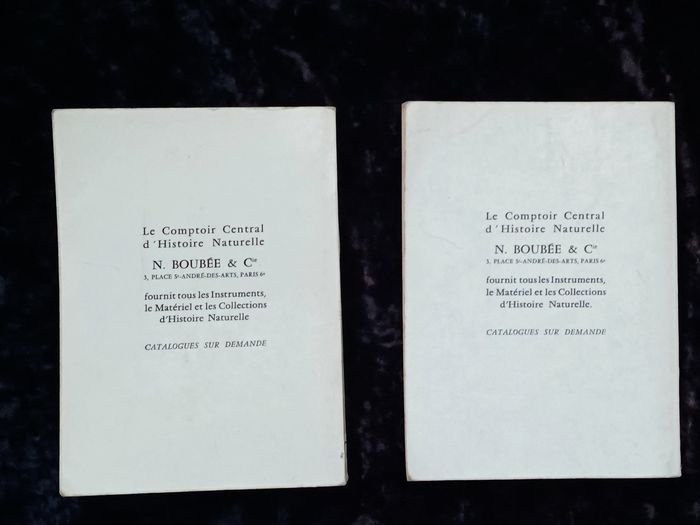 Le Comptoir Central
d'Histoire Naturelle
N. BOUBÉE & Cie
3, PLACE St-ANDRÉ-DES-ARTS, PARIS 6e
fournit tous les Instruments,
le Matériel et les Collections
d'Histoire Naturelle
CATALOGUES SUR DEMANDE
Le Comptoir Central
d'Histoire Naturelle
N. BOUBÉE & Cie
3, PLACE St-ANDRÉ-DES-ARTS, PARIS 6e
fournit tous les Instruments,
le Matériel et les Collections
d'Histoire Naturelle.
CATALOGUES SUR DEMANDE